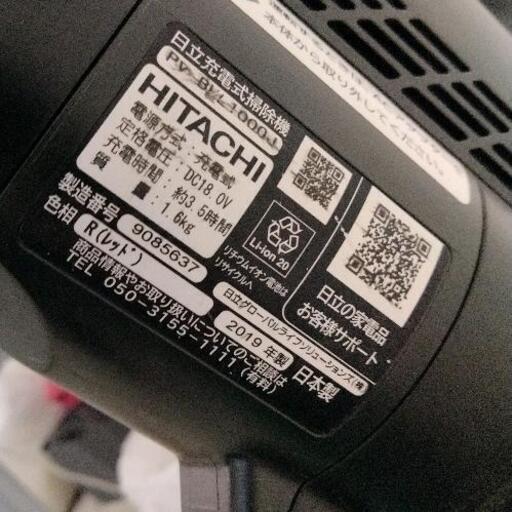 本体から取り外してください。
日立充電式掃除機
PV-BL1000J
HITACHI
電源方式：充電式
定格電圧：DC18.0V
充電時間：約3.5時間
質量：1.6kg
製造番号 9085637
色相 R(レッド)
商品情報やお取り扱いについてのご相談は
TEL 050-3155-1111(有料)
Li-ion 20
リチウムイオン電池は
リサイクルへ
日立の家電品
お客様サポート
日立グローバルライフソリューションズ(株)
2019年製 日本製